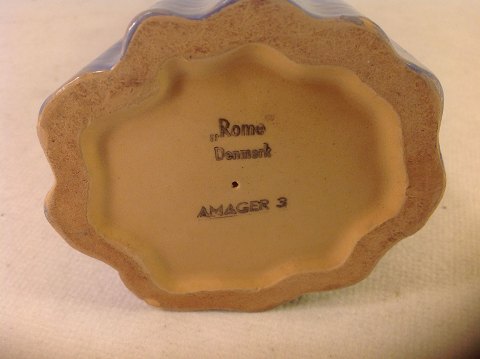 „Rome“
Denmark
AMAGER 3